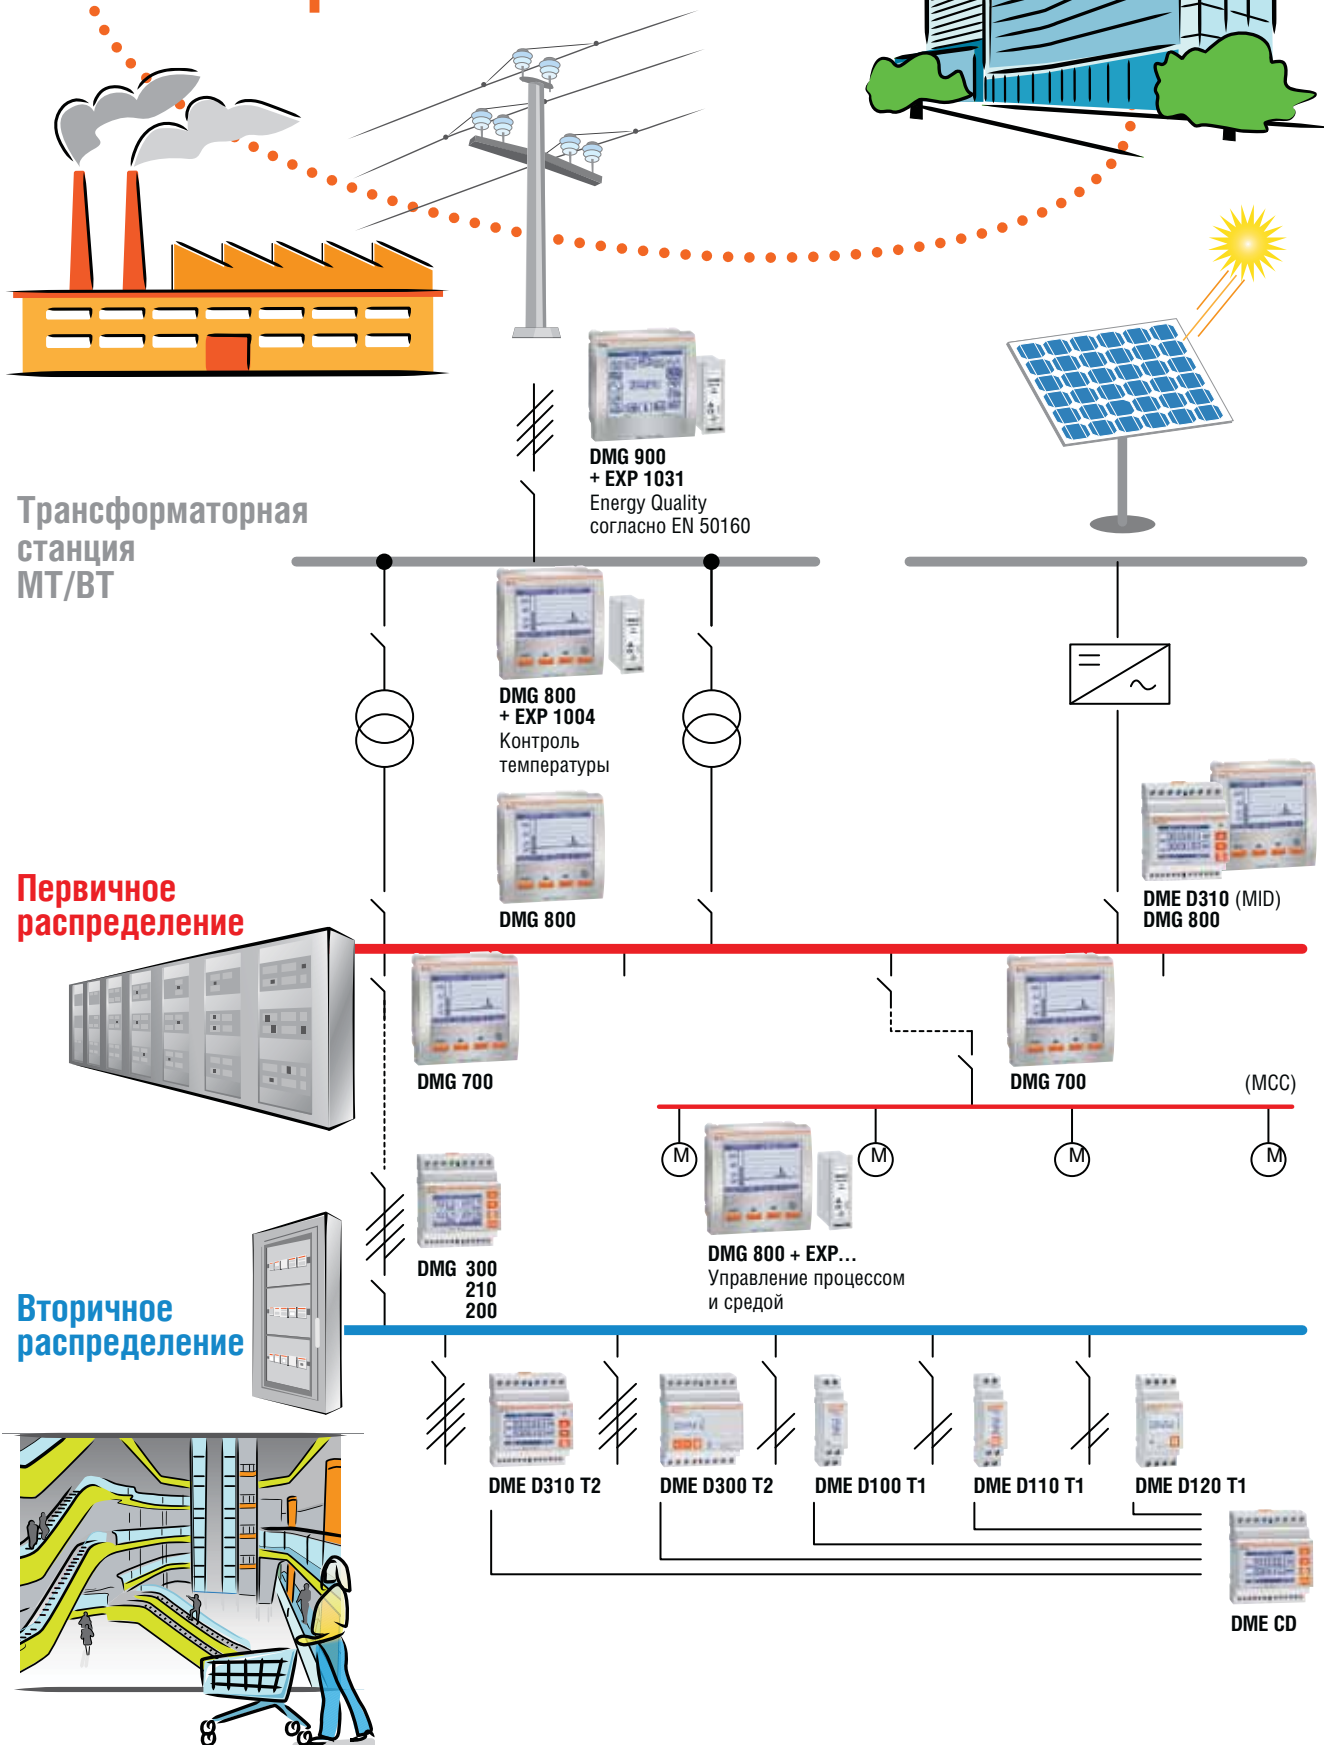 DMG 900
+ EXP 1031
Energy Quality
согласно EN 50160
Трансформаторная
станция
МТ/ВТ
DMG 800
+ EXP 1004
Контроль
температуры
DMG 800
DME D310 (MID)
DMG 800
Первичное
распределение
DMG 700
DMG 700
(MCC)
M
M
M
M
DMG 300
210
200
DMG 800 + EXP...
Управление процессом
и средой
Вторичное
распределение
DME D310 T2
DME D300 T2
DME D100 T1
DME D110 T1
DME D120 T1
DME CD